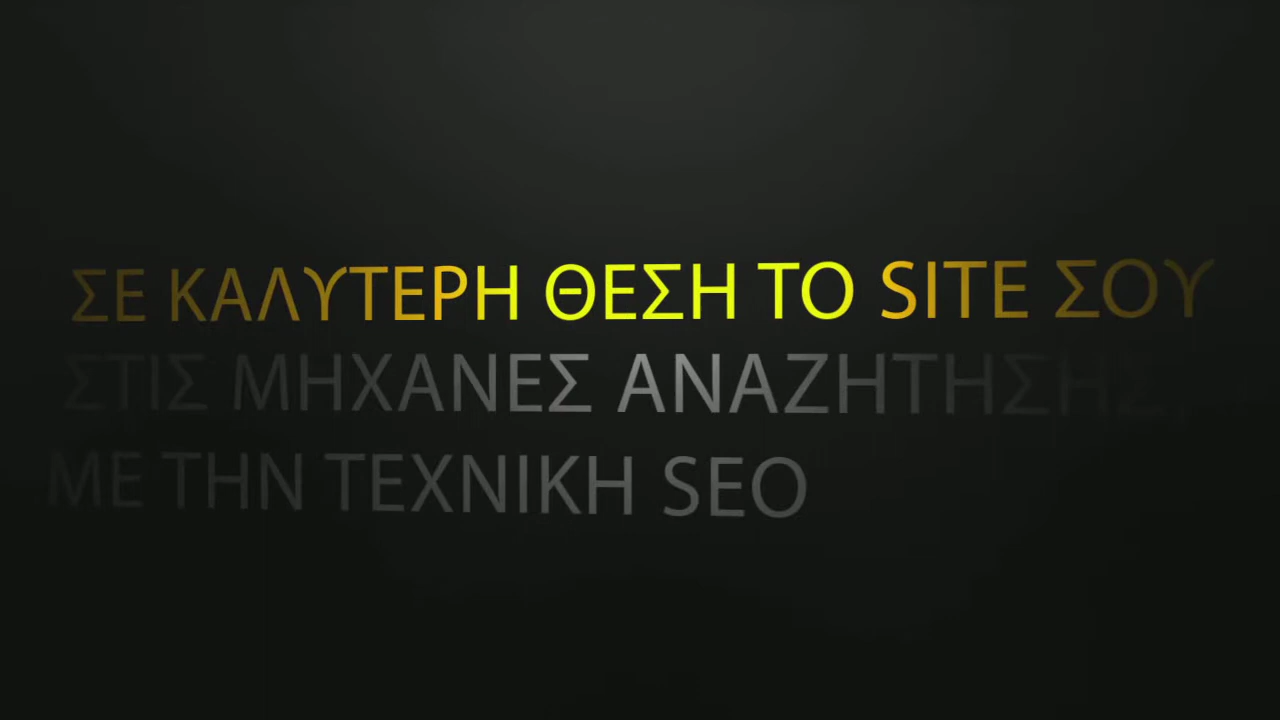 ΣΕ ΚΑΛΥΤΕΡΗ ΘΕΣΗ ΤΟ SITE ΣΟΥ
ΣΤΙΣ ΜΗΧΑΝΕΣ ΑΝΑΖΗΤΗΣΗΣ,
ΜΕ ΤΗΝ ΤΕΧΝΙΚΗ SEO